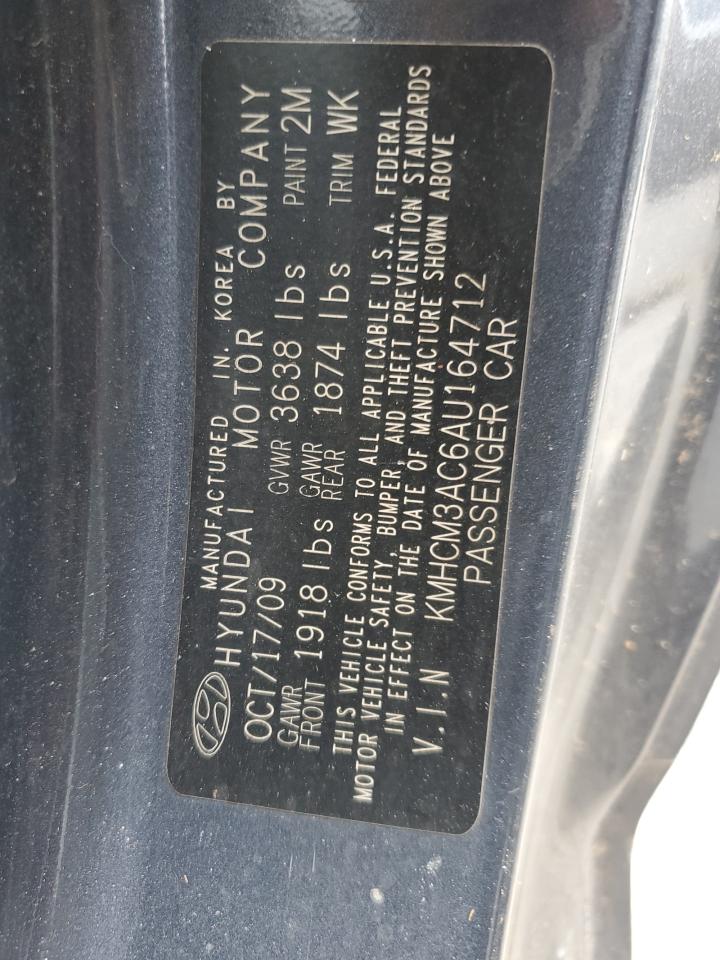 MANUFACTURED IN. KOREA BY
HYUNDAI MOTOR COMPANY
OCT/17/09 GVWR 3638 lbs PAINT 2M
GAWR FRONT 1918 lbs GAWR REAR 1874 lbs TRIM WK
THIS VEHICLE CONFORMS TO ALL APPLICABLE U.S.A. FEDERAL
MOTOR VEHICLE SAFETY, BUMPER, AND THEFT PREVENTION STANDARDS
IN EFFECT ON THE DATE OF MANUFACTURE SHOWN ABOVE
V.I.N KMHCM3AC6AU164712
PASSENGER CAR